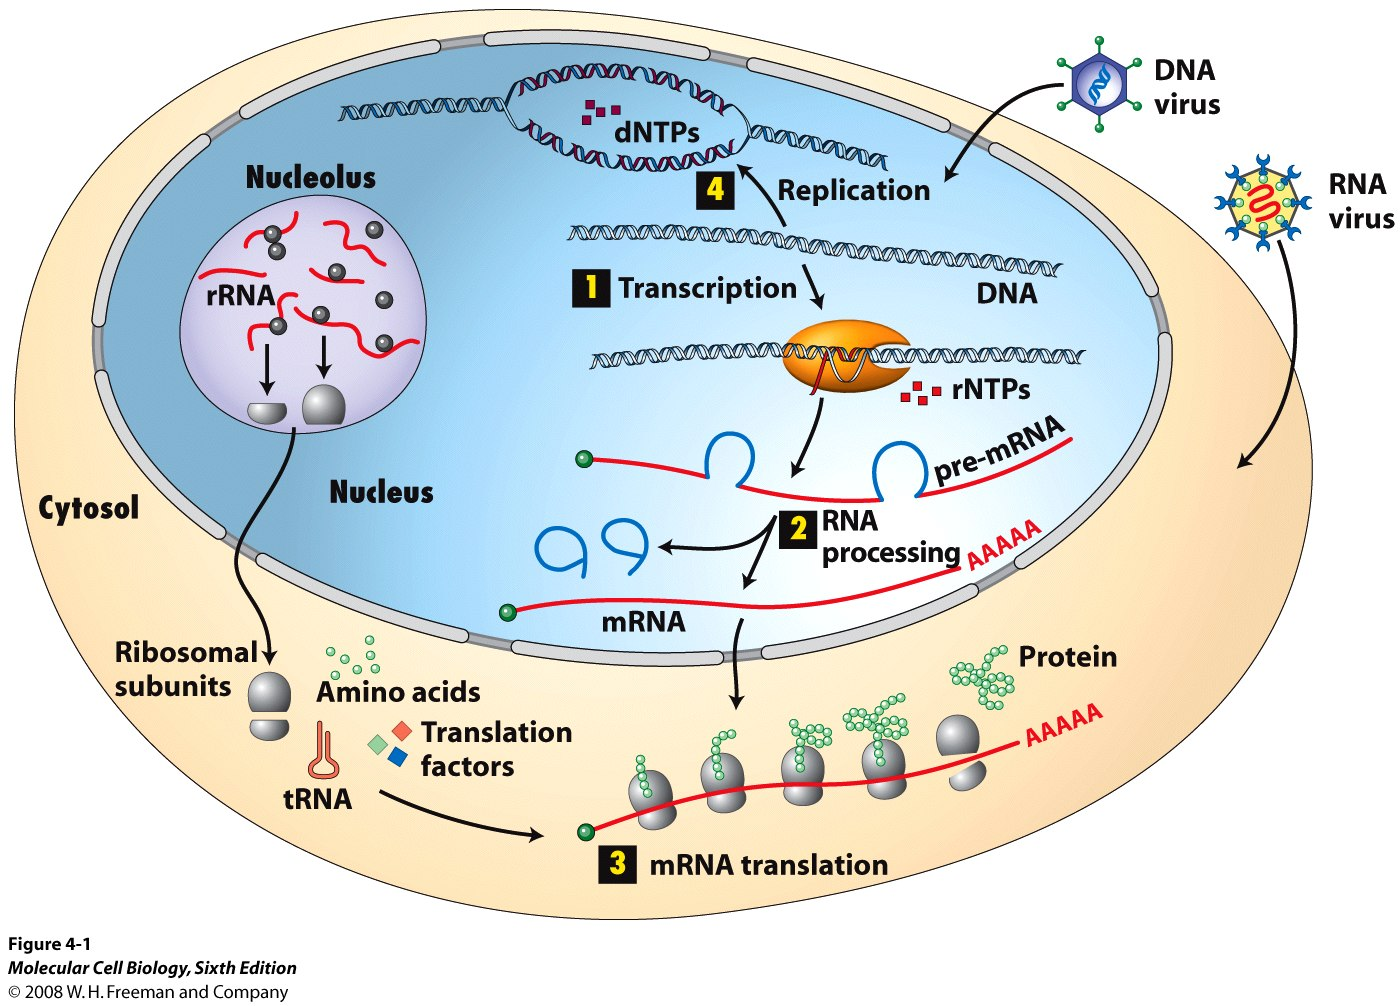 DNA
virus
RNA
virus
dNTPs
4
Replication
Nucleolus
rRNA
1
Transcription
DNA
rNTPs
pre-mRNA
Nucleus
Cytosol
2
RNA
processing
AAAAA
mRNA
Ribosomal
subunits
Amino acids
Translation
factors
tRNA
Protein
AAAAA
3
mRNA translation
Figure 4-1
Molecular Cell Biology, Sixth Edition
© 2008 W. H. Freeman and Company